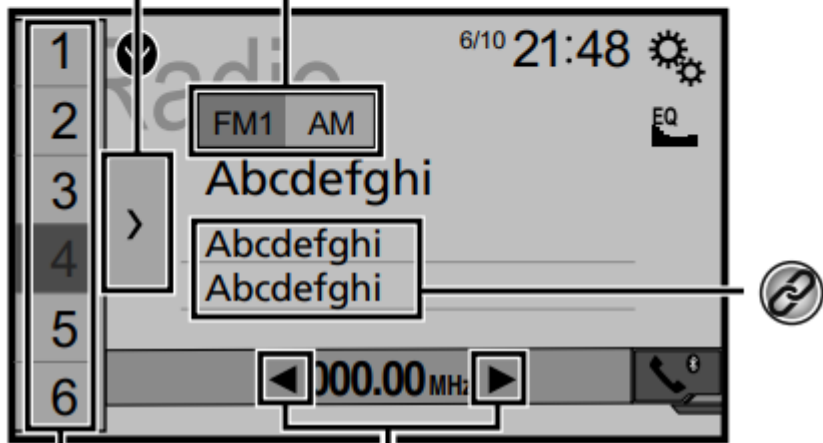 Radio
6/10 21:48
EQ
FM1 AM
Abcdefghi
Abcdefghi
Abcdefghi
1
2
3
4
5
6
000.00 MHz